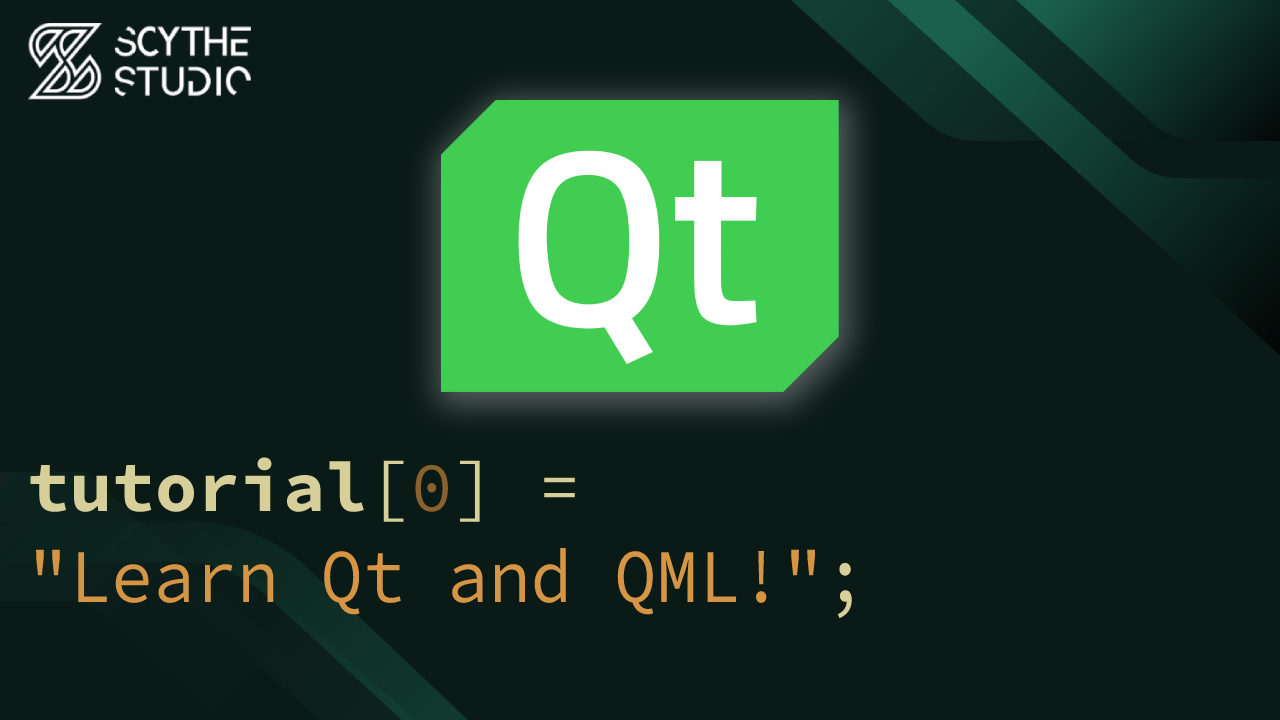 SCYTHE
STUDIO
Qt
tutorial[0] =
"Learn Qt and QML!";